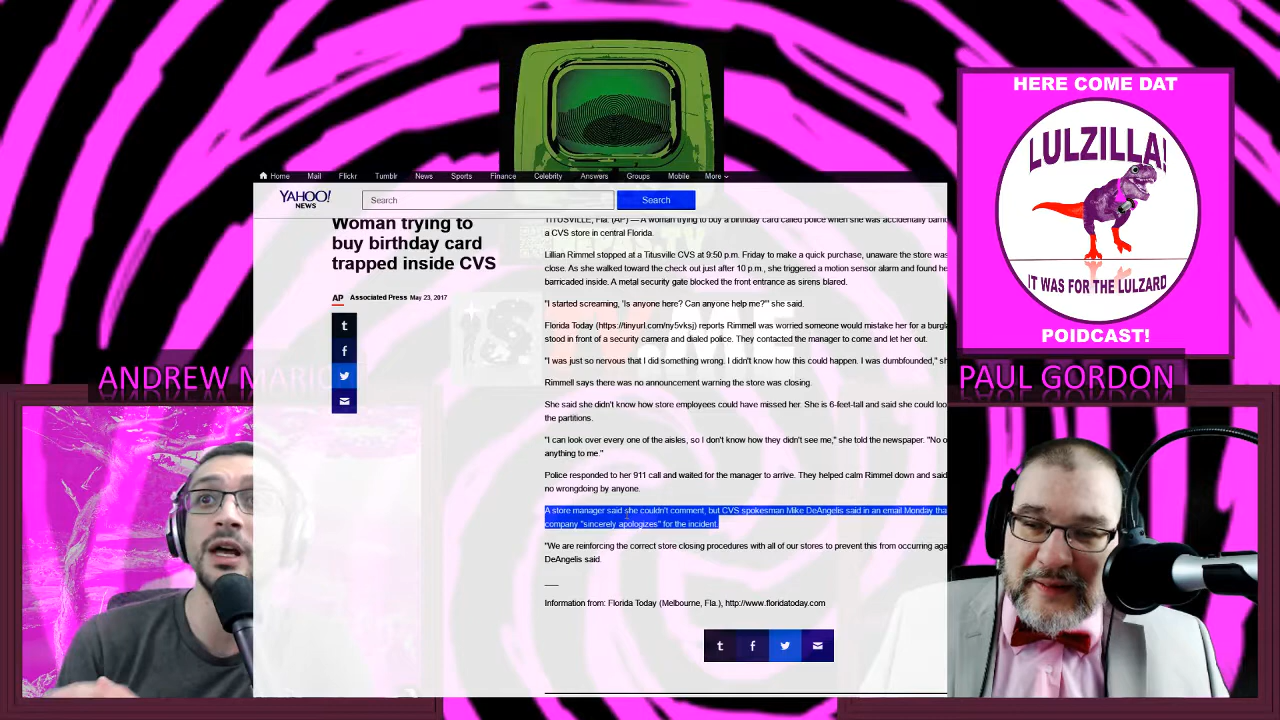 HERE COME DAT
LULZILLA!
IT WAS FOR THE LULZARD
POIDCAST!
Home Mail Flickr Tumblr News Sports Finance Celebrity Answers Groups Mobile More
YAHOO!
NEWS
Search
Search
Woman trying to
buy birthday card
trapped inside CVS
AP Associated Press May 23, 2017
TITUSVILLE, Fla. (AP) — A woman trying to buy a birthday card called police when she was accidentally
a CVS store in central Florida.
Lillian Rimmel stopped at a Titusville CVS at 9:50 p.m. Friday to make a quick purchase, unaware the store was
close. As she walked toward the check out just after 10 p.m., she triggered a motion sensor alarm and found he
barricaded inside. A metal security gate blocked the front entrance as sirens blared.
"I started screaming, 'Is anyone here? Can anyone help me?'" she said.
Florida Today (https://tinyurl.com/ny5vksj) reports Rimmell was worried someone would mistake her for a burgla
stood in front of a security camera and dialed police. They contacted the manager to come and let her out.
"I was just so nervous that I did something wrong. I didn't know how this could happen. I was dumbfounded," sh
Rimmell says there was no announcement warning the store was closing.
She said she didn't know how store employees could have missed her. She is 6-feet-tall and said she could loo
the partitions.
"I can look over every one of the aisles, so I don't know how they didn't see me," she told the newspaper. "No o
anything to me."
Police responded to her 911 call and waited for the manager to arrive. They helped calm Rimmel down and said
no wrongdoing by anyone.
A store manager said she couldn't comment, but CVS spokesman Mike DeAngelis said in an email Monday tha
company "sincerely apologizes" for the incident.
"We are reinforcing the correct store closing procedures with all of our stores to prevent this from occurring aga
DeAngelis said.
Information from: Florida Today (Melbourne, Fla.), http://www.floridatoday.com
ANDREW
PAUL GORDON